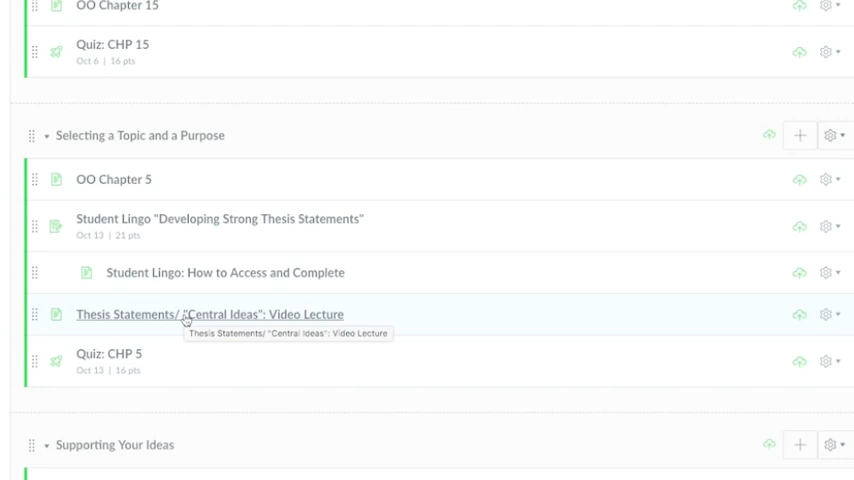 OO Chapter 15
Quiz: CHP 15
Oct 6 | 16 pts
Selecting a Topic and a Purpose
OO Chapter 5
Student Lingo "Developing Strong Thesis Statements"
Oct 13 | 21 pts
Student Lingo: How to Access and Complete
Thesis Statements/ "Central Ideas": Video Lecture
Thesis Statements/ "Central Ideas": Video Lecture
Quiz: CHP 5
Oct 13 | 16 pts
Supporting Your Ideas